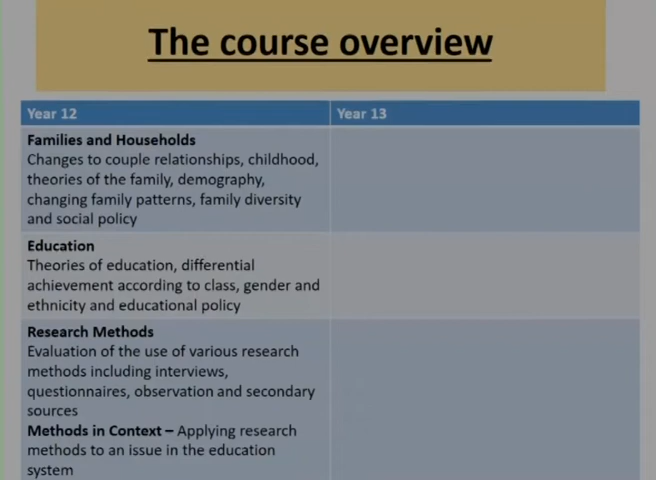 The course overview
Year 12
Year 13
Families and Households
Changes to couple relationships, childhood,
theories of the family, demography,
changing family patterns, family diversity
and social policy
Education
Theories of education, differential
achievement according to class, gender and
ethnicity and educational policy
Research Methods
Evaluation of the use of various research
methods including interviews,
questionnaires, observation and secondary
sources
Methods in Context – Applying research
methods to an issue in the education
system